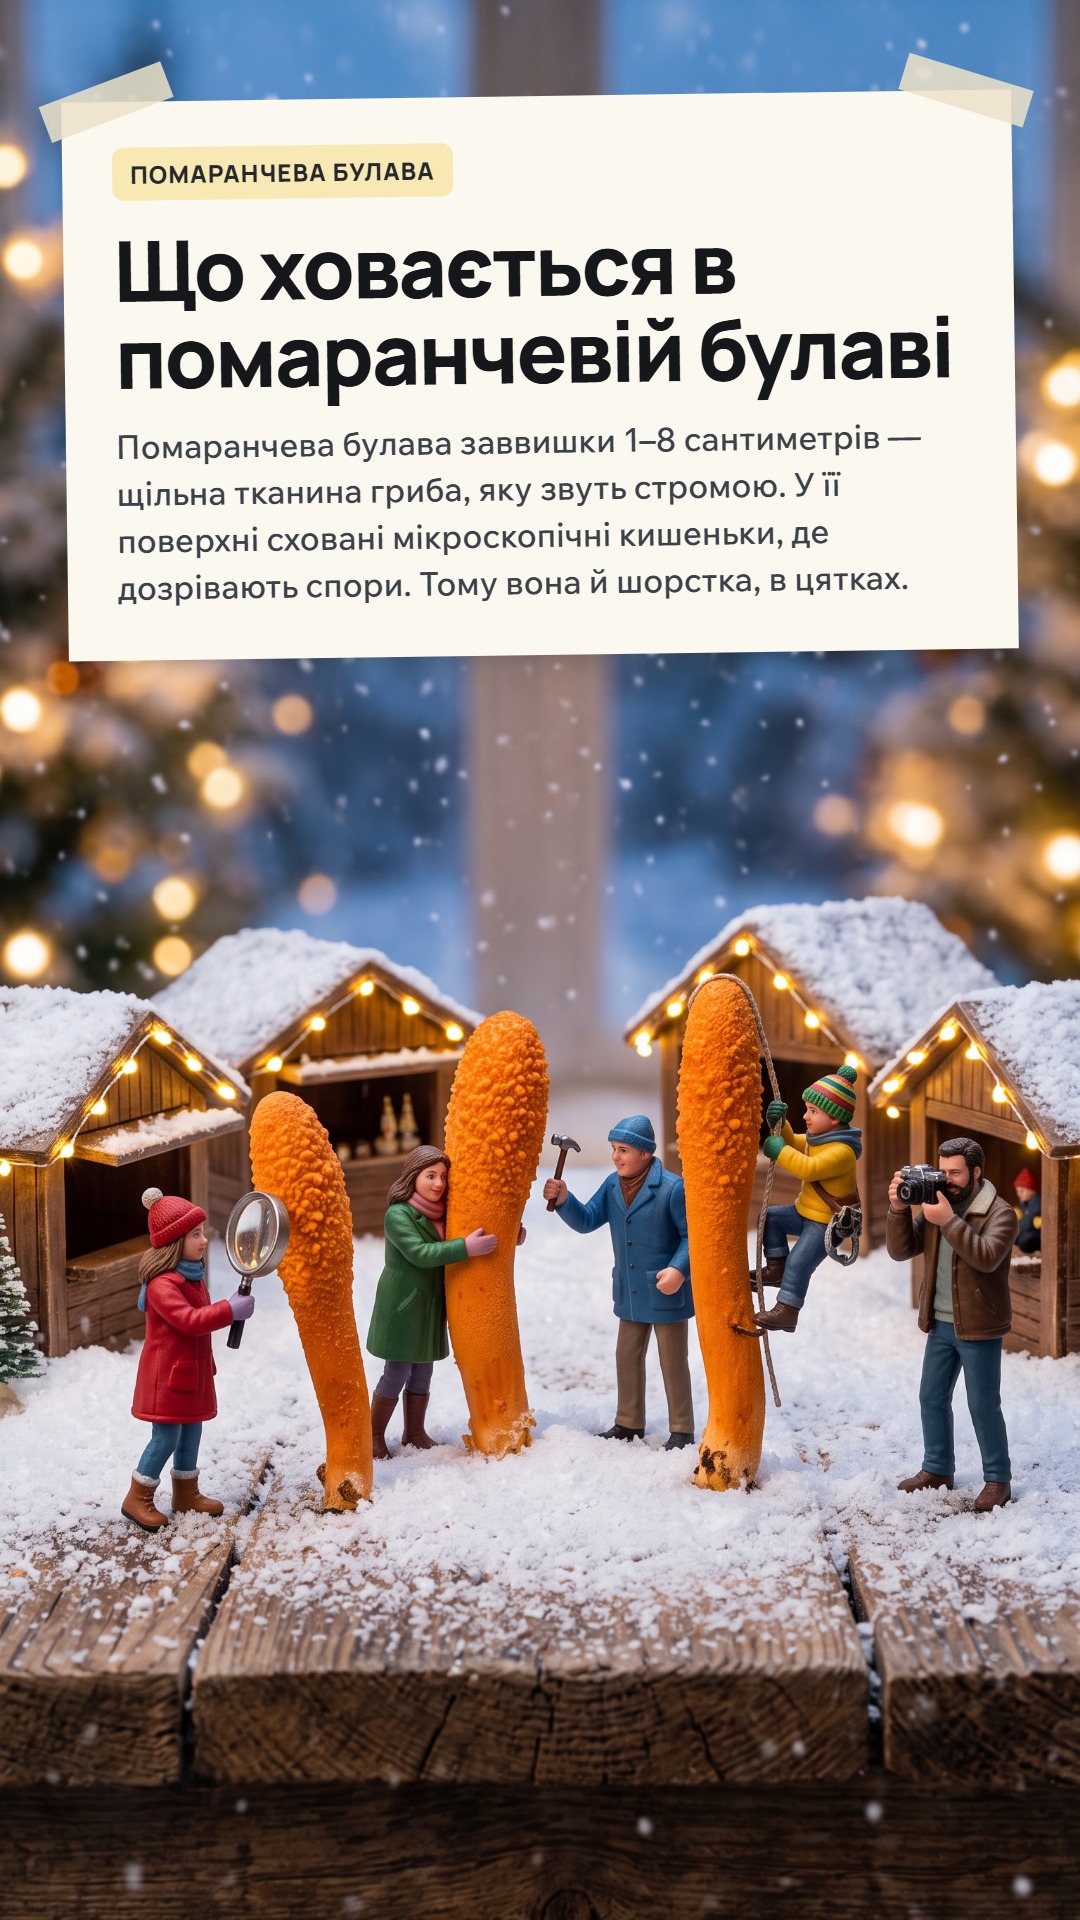 ПОМАРАНЧЕВА БУЛАВА
Що ховається в
помаранчевій булаві
Помаранчева булава заввишки 1–8 сантиметрів —
щільна тканина гриба, яку звуть стромою. У її
поверхні сховані мікроскопічні кишеньки, де
дозрівають спори. Тому вона й шорстка, в цятках.